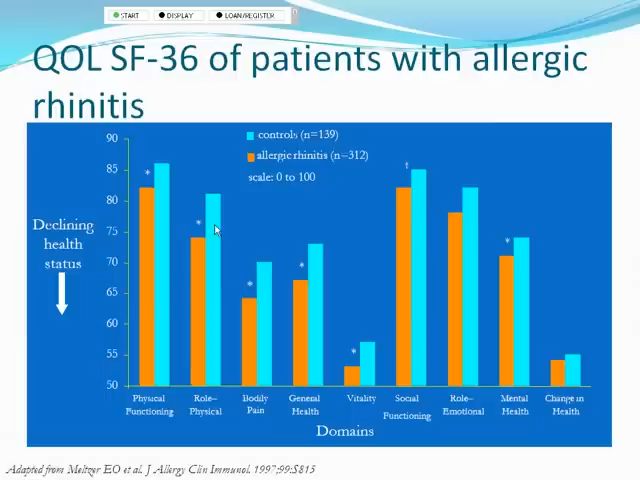 START DISPLAY LOAN/REGISTER
QOL SF-36 of patients with allergic
rhinitis
controls (n=139)
allergic rhinitis (n=312)
scale: 0 to 100
Declining
health
status
90
85
80
75
70
65
60
55
50
* * * * * † *
Physical Functioning
Role–Physical
Bodily Pain
General Health
Vitality
Social Functioning
Role–Emotional
Mental Health
Change in Health
Domains
Adapted from Meltzer EO et al. J Allergy Clin Immunol. 1997;99:S815